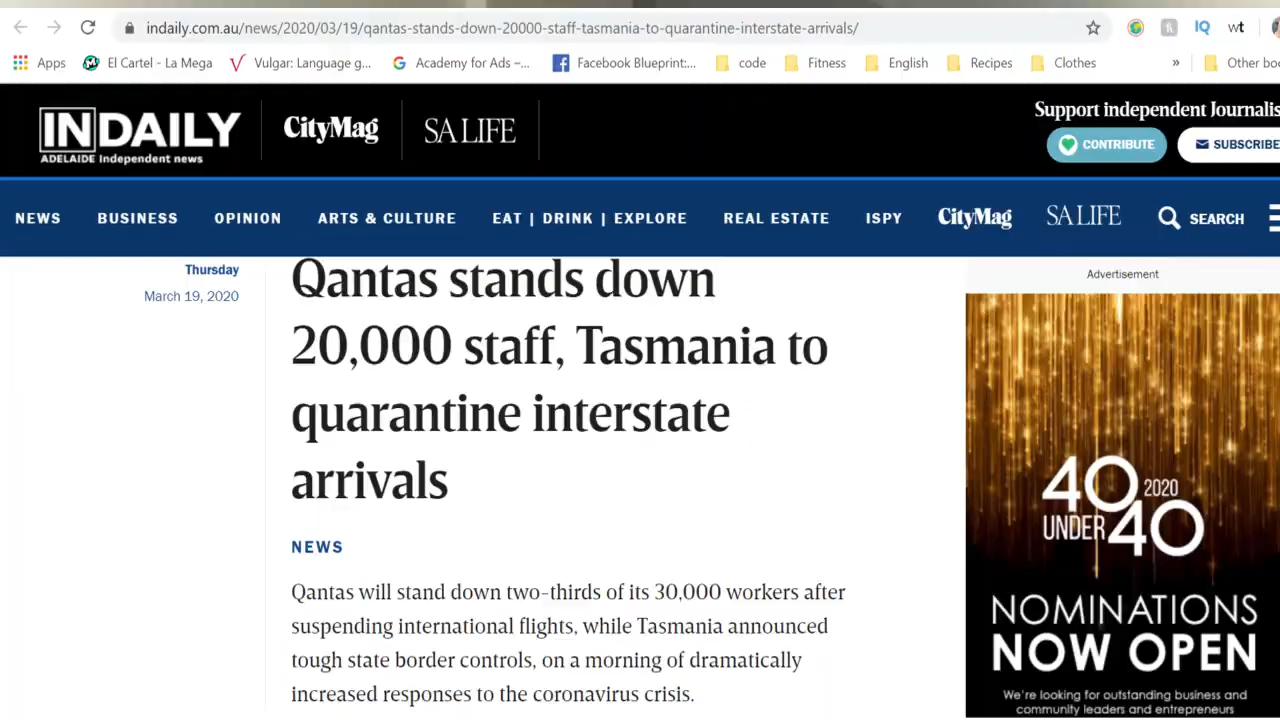 indaily.com.au/news/2020/03/19/qantas-stands-down-20000-staff-tasmania-to-quarantine-interstate-arrivals/
IQ wt
Apps El Cartel - La Mega Vulgar: Language g... Academy for Ads –... Facebook Blueprint:... code Fitness English Recipes Clothes » Other boo
INDAILY CityMag SALIFE
ADELAIDE Independent news
Support independent Journalis
CONTRIBUTE SUBSCRIBE
NEWS BUSINESS OPINION ARTS & CULTURE EAT | DRINK | EXPLORE REAL ESTATE ISPY CityMag SALIFE SEARCH
Thursday
March 19, 2020
Qantas stands down
20,000 staff, Tasmania to
quarantine interstate
arrivals
NEWS
Qantas will stand down two-thirds of its 30,000 workers after
suspending international flights, while Tasmania announced
tough state border controls, on a morning of dramatically
increased responses to the coronavirus crisis.
Advertisement
40 2020
UNDER 40
NOMINATIONS
NOW OPEN
We're looking for outstanding business and
community leaders and entrepreneurs